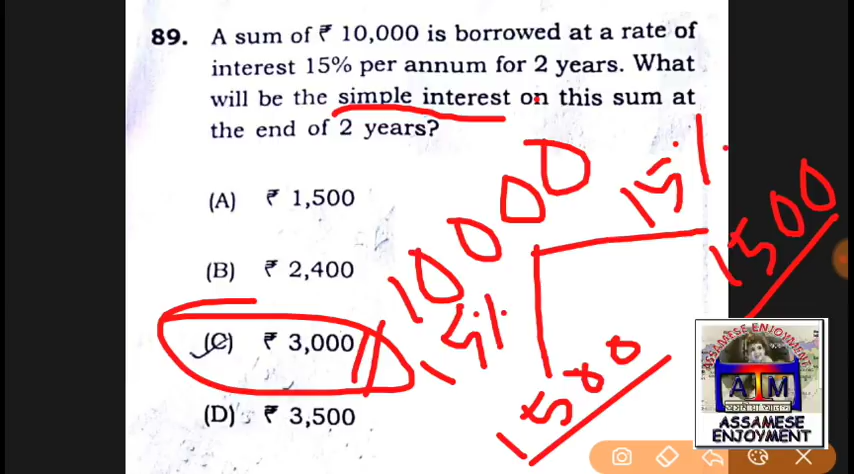 89. A sum of ₹ 10,000 is borrowed at a rate of
interest 15% per annum for 2 years. What
will be the simple interest on this sum at
the end of 2 years?
(A) ₹ 1,500
(B) ₹ 2,400
(C) ₹ 3,000
(D) ₹ 3,500
10000
15%
15%
1500
1500
ASSAMESE ENJOYMENT
ATM
ASSAMESE
ENJOYMENT